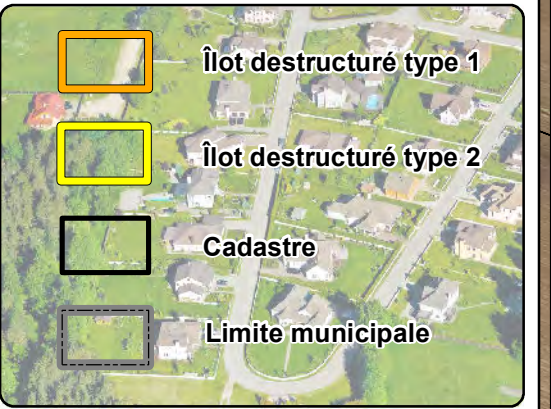 Îlot destructuré type 1
Îlot destructuré type 2
Cadastre
Limite municipale